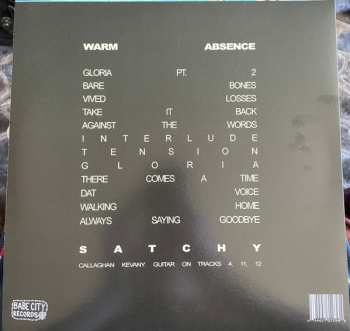 WARM ABSENCE
GLORIA PT. 2
BARE BONES
VIVED LOSSES
TAKE IT BACK
AGAINST THE WORDS
INTERLUDE
TENSION
GLORIA
THERE COMES A TIME
DAT VOICE
WALKING HOME
ALWAYS SAYING GOODBYE
SATCHY
CALLAGHAN KEVANY GUITAR ON TRACKS 4, 11, 12
BABE CITY
RECORDS